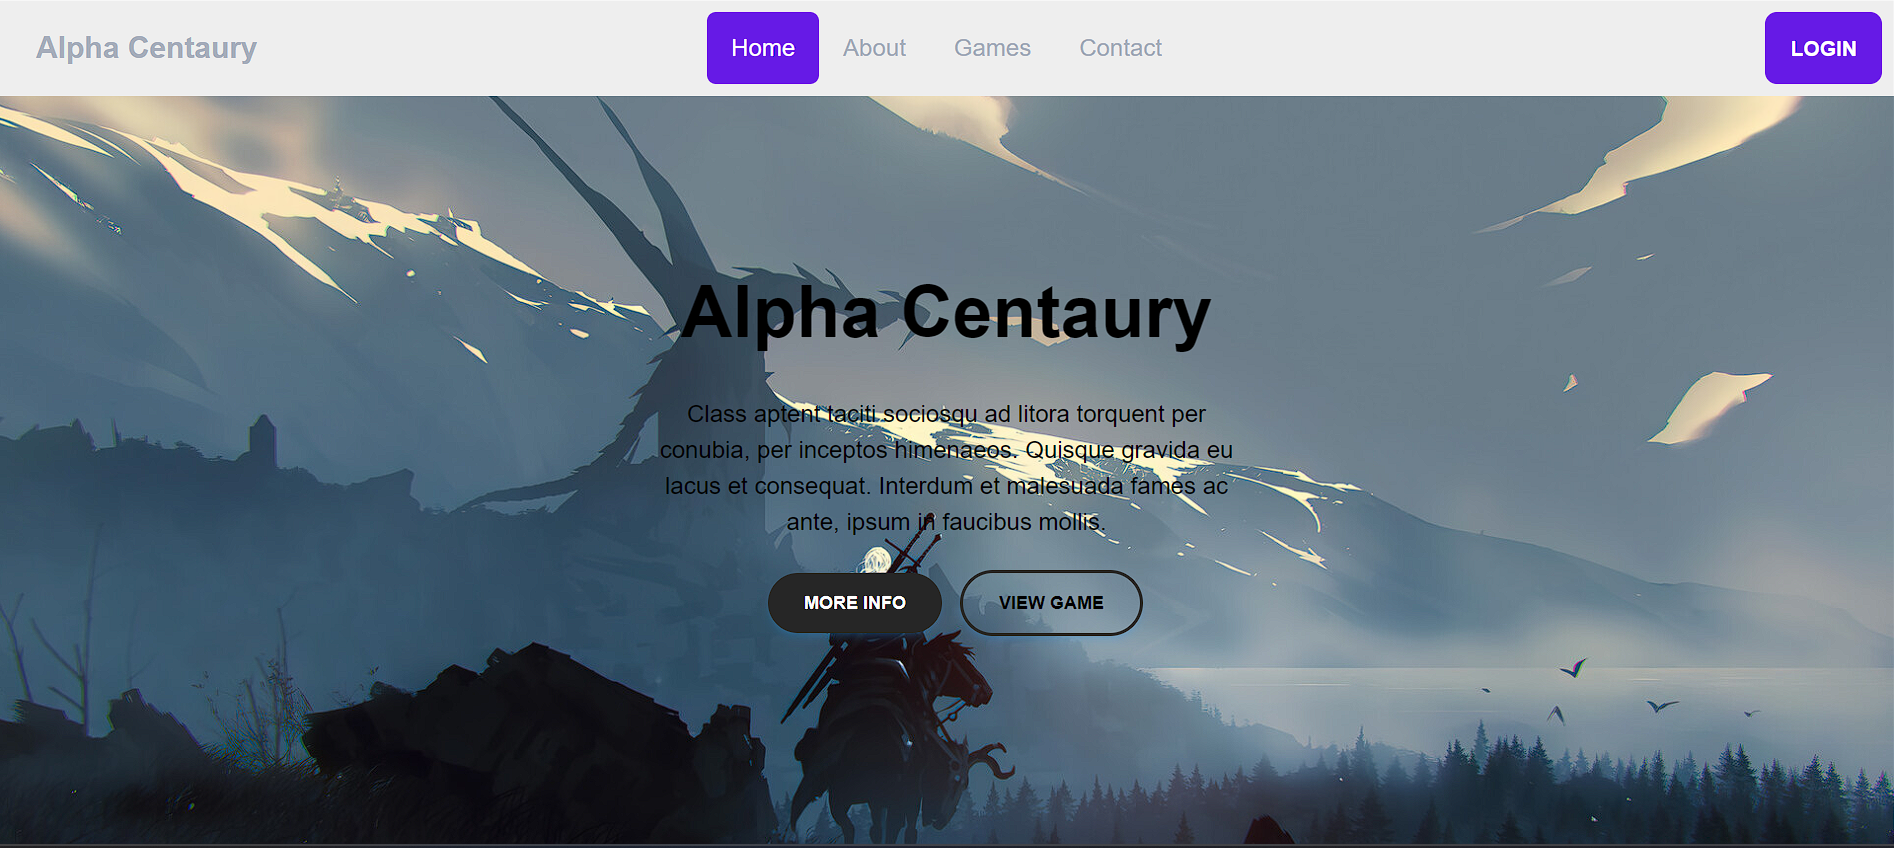 Alpha Centaury
Home About Games Contact
LOGIN
Alpha Centaury
Class aptent taciti sociosqu ad litora torquent per
conubia, per inceptos himenaeos. Quisque gravida eu
lacus et consequat. Interdum et malesuada fames ac
ante, ipsum in faucibus mollis.
MORE INFO VIEW GAME